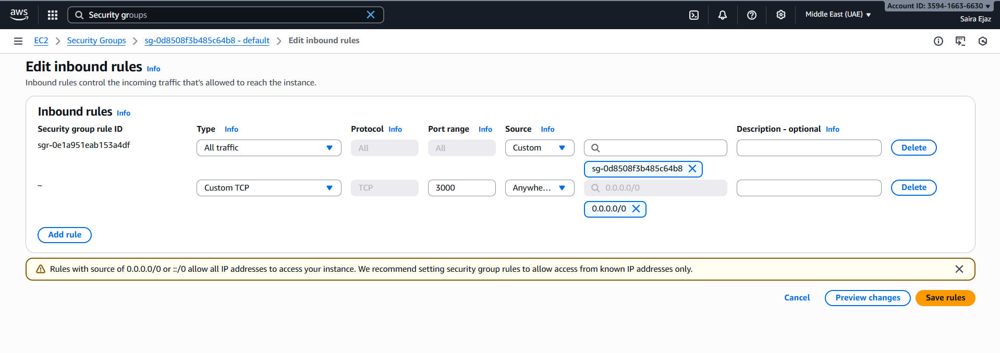 aws
Security groups
Middle East (UAE)
Account ID: 3594-1663-6630
Saira Ejaz
EC2
Security Groups
sg-0d8508f3b485c64b8 - default
Edit inbound rules
Edit inbound rules Info
Inbound rules control the incoming traffic that's allowed to reach the instance.
Inbound rules Info
Security group rule ID Type Info Protocol Info Port range Info Source Info Description - optional Info
sgr-0e1a951eab153a4df All traffic All All Custom Delete
sg-0d8508f3b485c64b8
– Custom TCP TCP 3000 Anywhe... 0.0.0.0/0 Delete
0.0.0.0/0
Add rule
Rules with source of 0.0.0.0/0 or ::/0 allow all IP addresses to access your instance. We recommend setting security group rules to allow access from known IP addresses only.
Cancel Preview changes Save rules